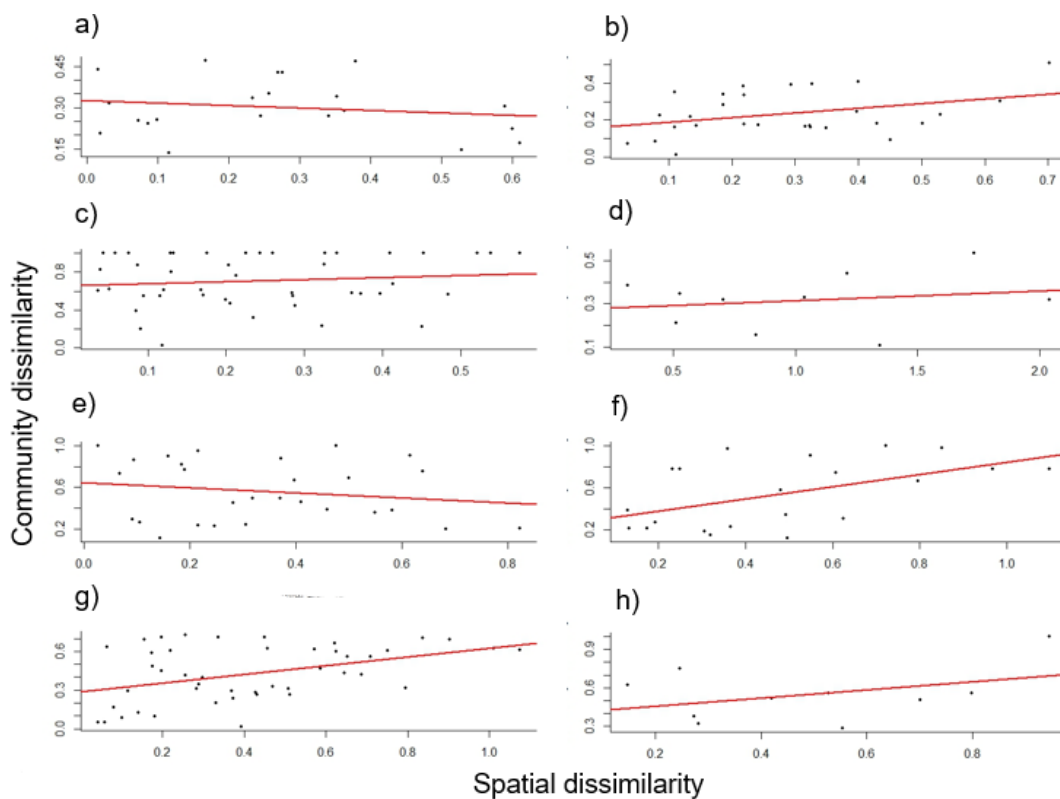 a)
0.45
0.30
0.15
0.0 0.1 0.2 0.3 0.4 0.5 0.6
b)
0.4
0.2
0.0
0.1 0.2 0.3 0.4 0.5 0.6 0.7
c)
0.8
0.4
0.0
0.1 0.2 0.3 0.4 0.5
d)
0.5
0.3
0.1
0.5 1.0 1.5 2.0
Community dissimilarity
e)
1.0
0.6
0.2
0.0 0.2 0.4 0.6 0.8
f)
1.0
0.6
0.2
0.2 0.4 0.6 0.8 1.0
g)
0.6
0.3
0.0
0.2 0.4 0.6 0.8 1.0
h)
0.9
0.6
0.3
0.2 0.4 0.6 0.8
Spatial dissimilarity